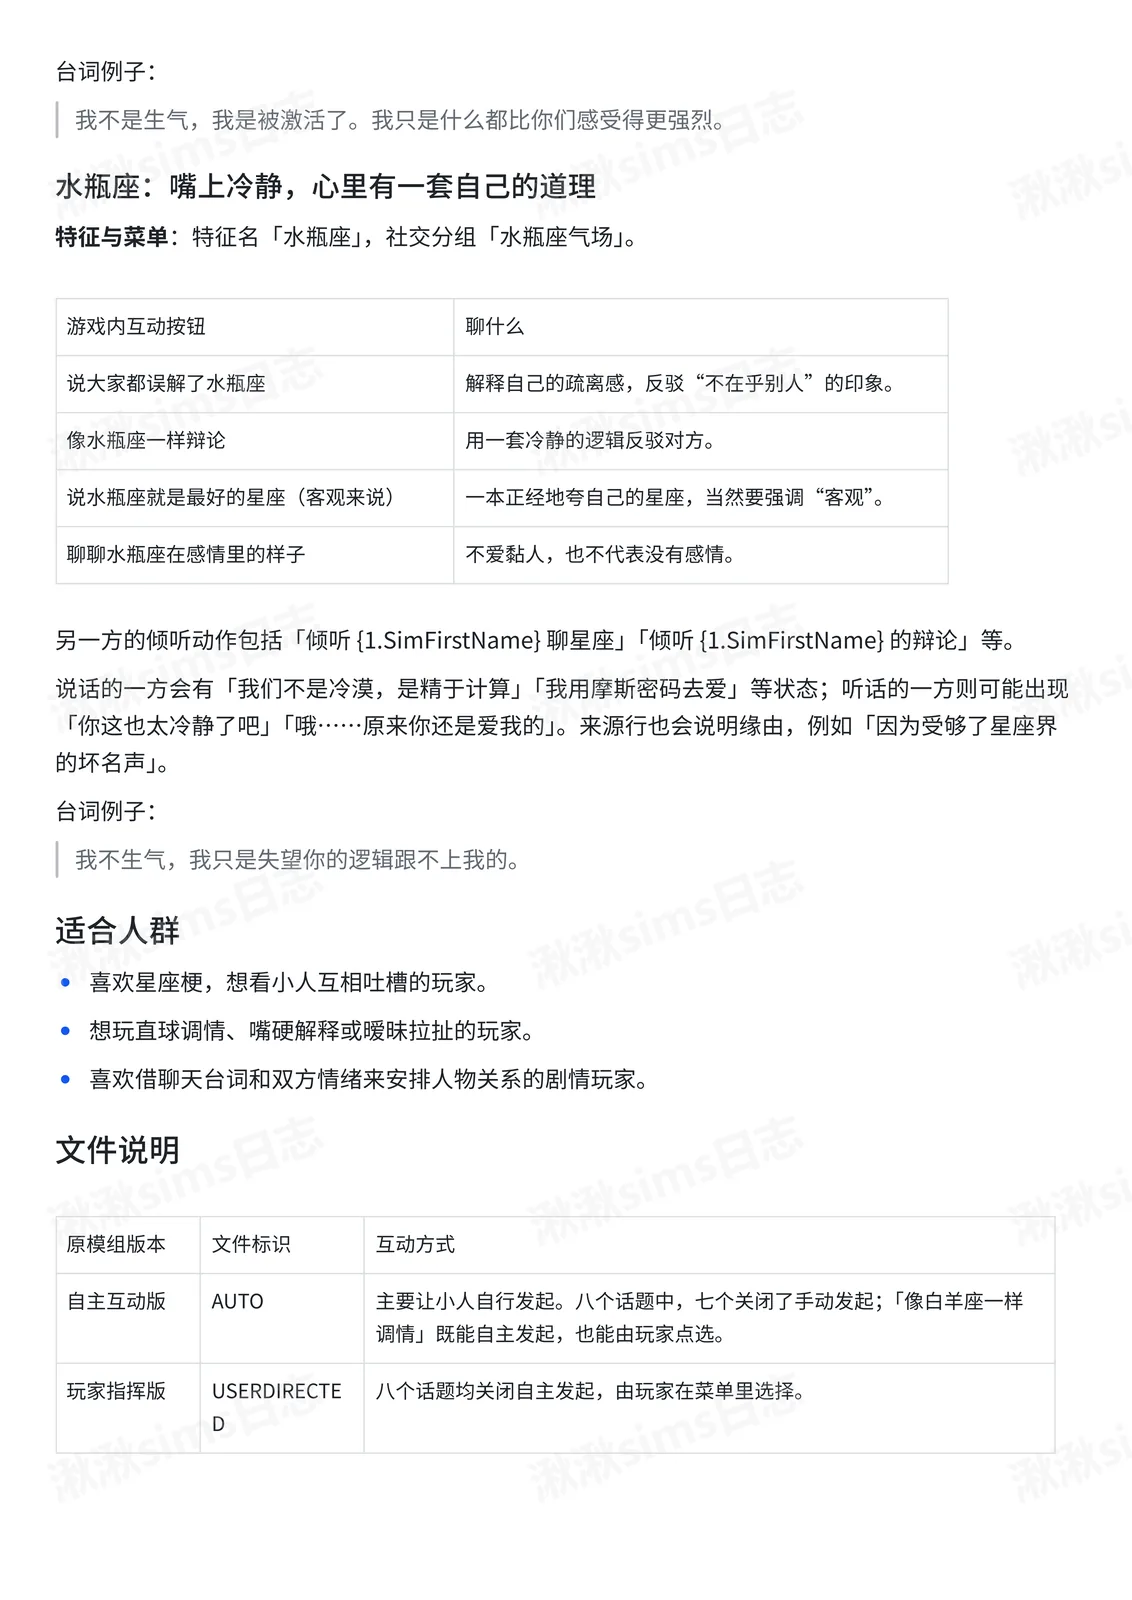 台词例子：
我不是生气，我是被激活了。我只是什么都比你们感受得更强烈。
水瓶座：嘴上冷静，心里有一套自己的道理
特征与菜单：特征名「水瓶座」，社交分组「水瓶座气场」。
游戏内互动按钮 聊什么
说大家都误解了水瓶座 解释自己的疏离感，反驳“不在乎别人”的印象。
像水瓶座一样辩论 用一套冷静的逻辑反驳对方。
说水瓶座就是最好的星座（客观来说） 一本正经地夸自己的星座，当然要强调“客观”。
聊聊水瓶座在感情里的样子 不爱黏人，也不代表没有感情。
另一方的倾听动作包括「倾听 {1.SimFirstName} 聊星座」「倾听 {1.SimFirstName} 的辩论」等。
说话的一方会有「我们不是冷漠，是精于计算」「我用摩斯密码去爱」等状态；听话的一方则可能出现
「你这也太冷静了吧」「哦……原来你还是爱我的」。来源行也会说明缘由，例如「因为受够了星座界
的坏名声」。
台词例子：
我不生气，我只是失望你的逻辑跟不上我的。
适合人群
喜欢星座梗，想看小人互相吐槽的玩家。
想玩直球调情、嘴硬解释或暧昧拉扯的玩家。
喜欢借聊天台词和双方情绪来安排人物关系的剧情玩家。
文件说明
原模组版本 文件标识 互动方式
自主互动版 AUTO 主要让小人自行发起。八个话题中，七个关闭了手动发起；「像白羊座一样
调情」既能自主发起，也能由玩家点选。
玩家指挥版 USERDIRECTE 八个话题均关闭自主发起，由玩家在菜单里选择。
D
湫湫sims日志